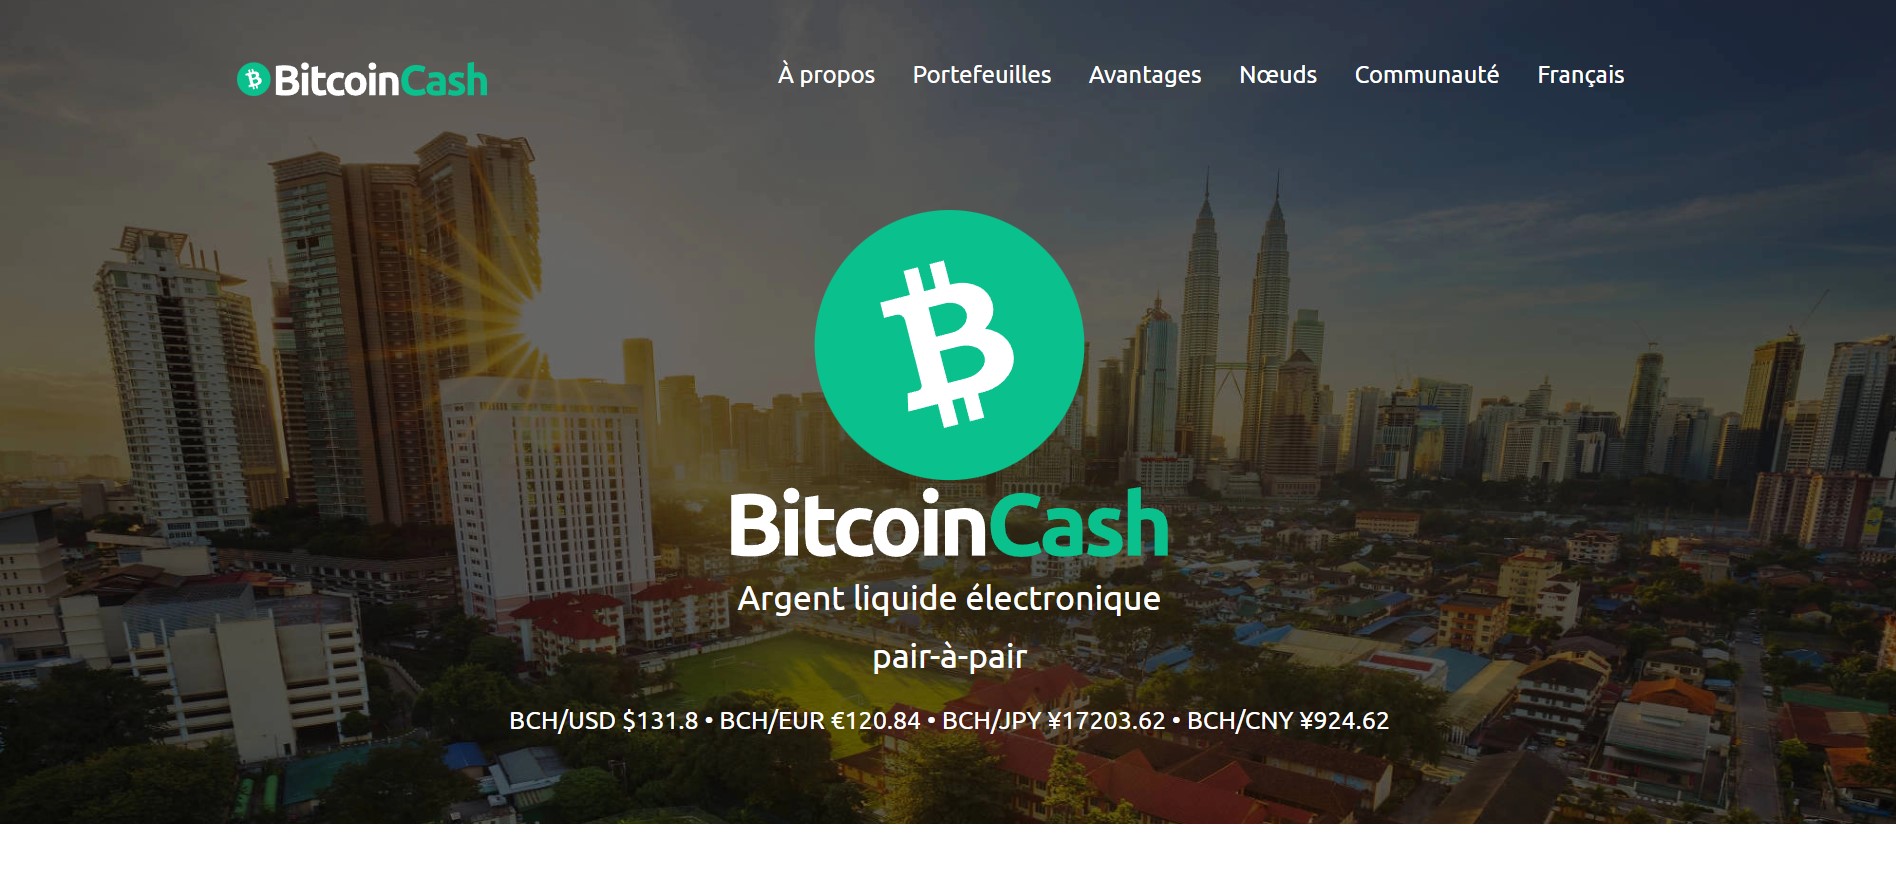 BitcoinCash
À propos Portefeuilles Avantages Nœuds Communauté Français
BitcoinCash
Argent liquide électronique
pair-à-pair
BCH/USD $131.8 • BCH/EUR €120.84 • BCH/JPY ¥17203.62 • BCH/CNY ¥924.62